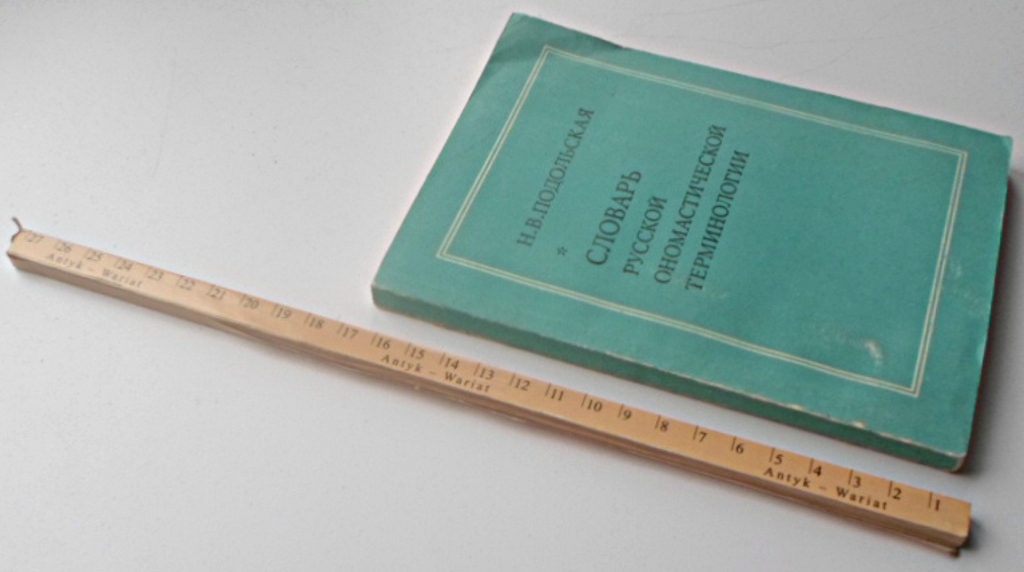 Н.В.ПОДОЛЬСКАЯ
СЛОВАРЬ
РУССКОЙ
ОНОМАСТИЧЕСКОЙ
ТЕРМИНОЛОГИИ
27 26 25 24 23 22 21 20 19 18 17 16 15 14 13 12 11 10 9 8 7 6 5 4 3 2 1
Antyk – Wariat Antyk – Wariat Antyk – Wariat